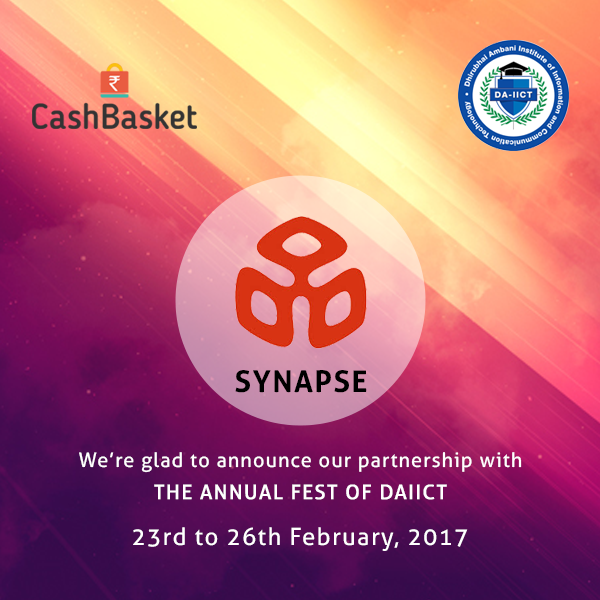 ₹
CashBasket
Dhirubhai Ambani Institute of Information and Communication Technology
DA-IICT
SYNAPSE
We're glad to announce our partnership with
THE ANNUAL FEST OF DAIICT
23rd to 26th February, 2017